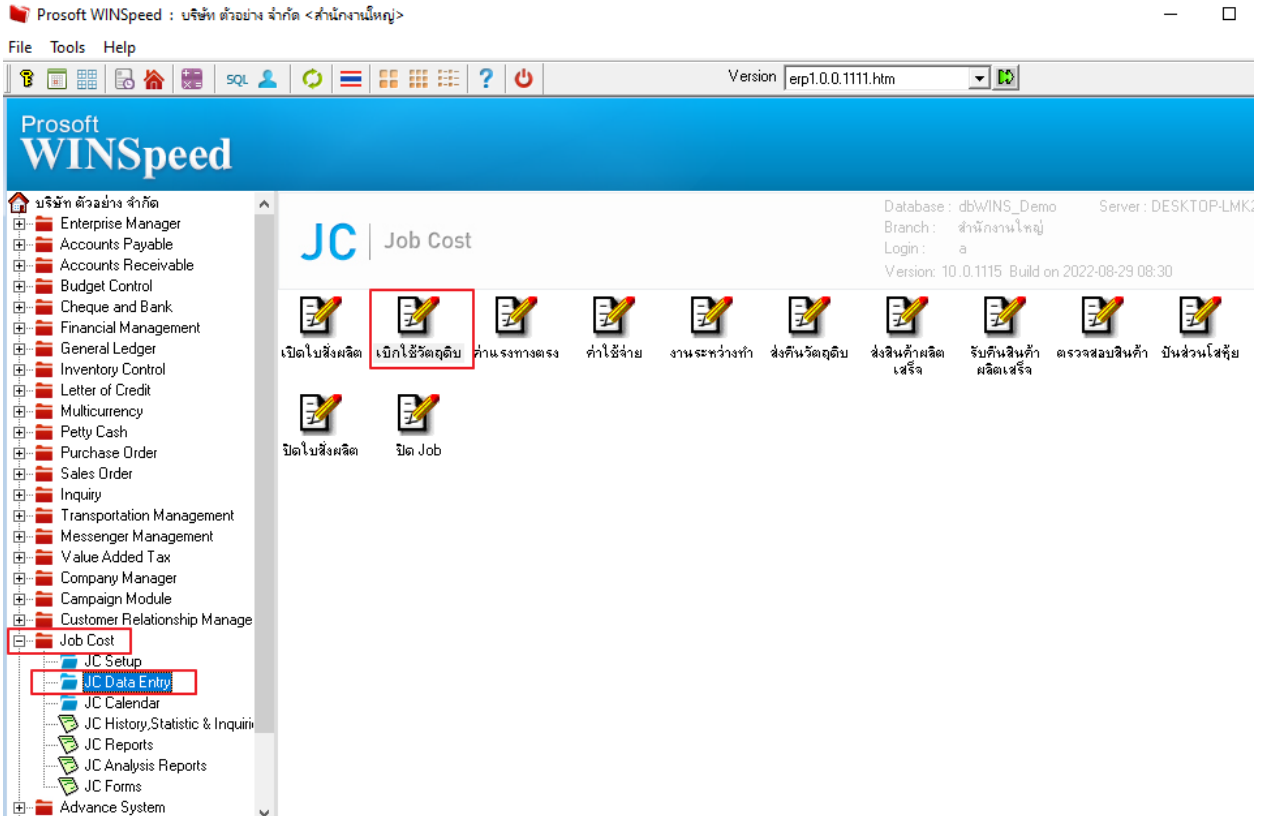 Prosoft WINSpeed : บริษัท ตัวอย่าง จำกัด <สำนักงานใหญ่>
File Tools Help
SQL
Version erp1.0.0.1111.htm
Prosoft
WINSpeed
บริษัท ตัวอย่าง จำกัด
Enterprise Manager
Accounts Payable
Accounts Receivable
Budget Control
Cheque and Bank
Financial Management
General Ledger
Inventory Control
Letter of Credit
Multicurrency
Petty Cash
Purchase Order
Sales Order
Inquiry
Transportation Management
Messenger Management
Value Added Tax
Company Manager
Campaign Module
Customer Relationship Manage
Job Cost
JC Setup
JC Data Entry
JC Calendar
JC History,Statistic & Inquirie
JC Reports
JC Analysis Reports
JC Forms
Advance System
JC Job Cost
Database : dbWINS_Demo Server : DESKTOP-LMK2
Branch : สำนักงานใหญ่
Login : a
Version: 10.0.1115 Build on 2022-08-29 08:30
เปิดใบสั่งผลิต เบิกใช้วัตถุดิบ ค่าแรงทางตรง ค่าใช้จ่าย งานระหว่างทำ ส่งคืนวัตถุดิบ ส่งสินค้าผลิต รับคืนสินค้า ตรวจสอบสินค้า ปันส่วนโสหุ้ย
เสร็จ ผลิตเสร็จ
ปิดใบสั่งผลิต ปิด Job